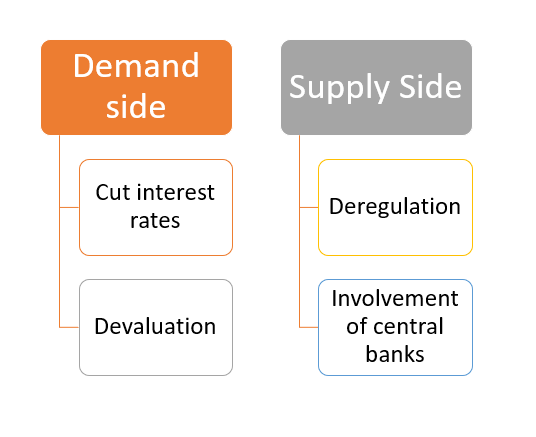 Demand
side
Cut interest
rates
Devaluation
Supply Side
Deregulation
Involvement
of central
banks